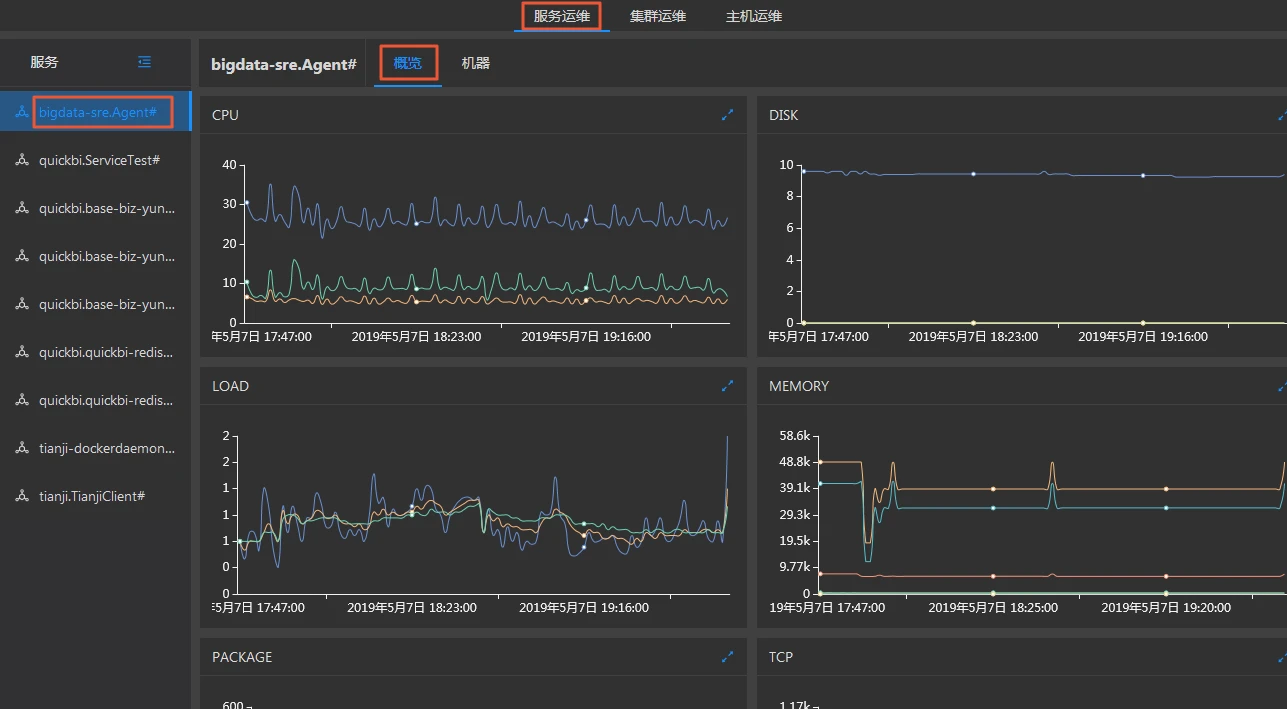 服务运维 集群运维 主机运维
服务
bigdata-sre.Agent# 概览 机器
bigdata-sre.Agent#
quickbi.ServiceTest#
quickbi.base-biz-yun...
quickbi.base-biz-yun...
quickbi.base-biz-yun...
quickbi.quickbi-redis...
quickbi.quickbi-redis...
tianji-dockerdaemon...
tianji.TianjiClient#
CPU
40
30
20
10
0
年5月7日 17:47:00 2019年5月7日 18:23:00 2019年5月7日 19:16:00
DISK
10
8
6
4
2
0
年5月7日 17:47:00 2019年5月7日 18:23:00 2019年5月7日 19:16:00
LOAD
2
2
1
1
1
0
0
5月7日 17:47:00 2019年5月7日 18:23:00 2019年5月7日 19:16:00
MEMORY
58.6k
48.8k
39.1k
29.3k
19.5k
9.77k
0
19年5月7日 17:47:00 2019年5月7日 18:25:00 2019年5月7日 19:20:00
PACKAGE
600
TCP
1.17k